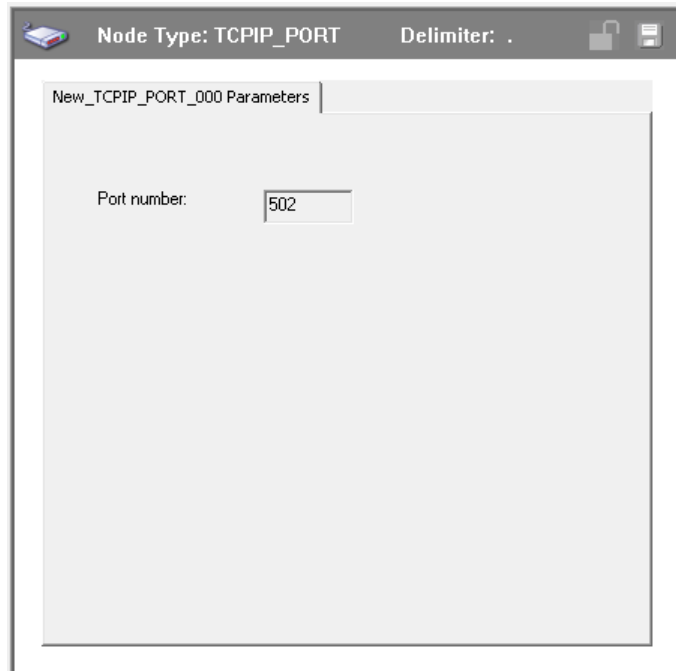 Node Type: TCPIP_PORT Delimiter: .
New_TCPIP_PORT_000 Parameters
Port number: 502